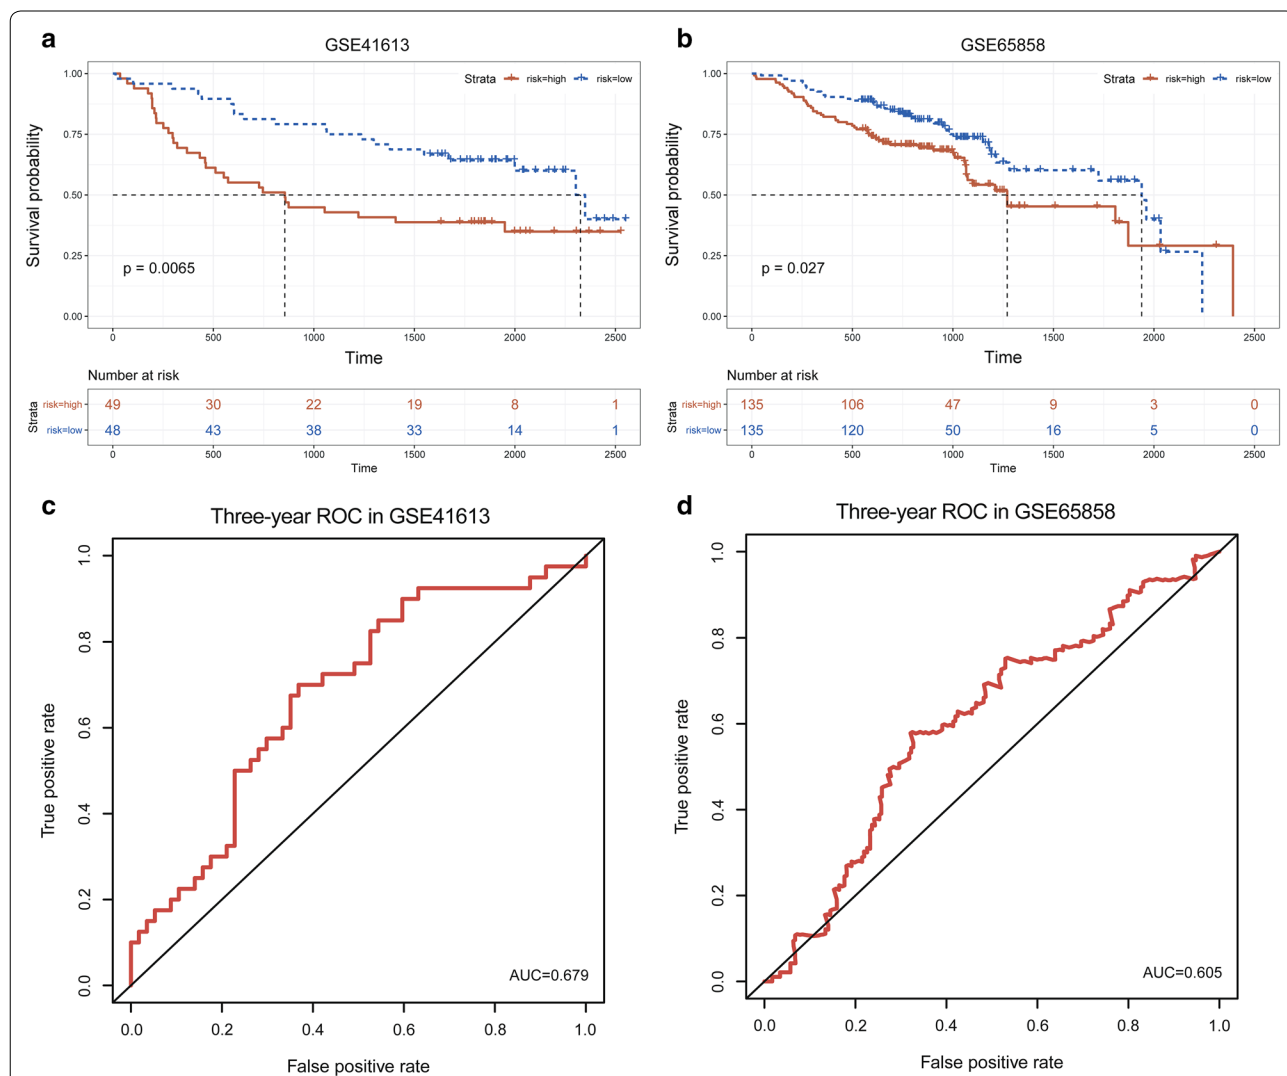 a
GSE41613
Strata risk=high risk=low
1.00
0.75
0.50
0.25
0.00
Survival probability
p = 0.0065
0 500 1000 1500 2000 2500
Time
Number at risk
Strata
risk=high 49 30 22 19 8 1
risk=low 48 43 38 33 14 1
0 500 1000 1500 2000 2500
Time
b
GSE65858
Strata risk=high risk=low
1.00
0.75
0.50
0.25
0.00
Survival probability
p = 0.027
0 500 1000 1500 2000 2500
Time
Number at risk
Strata
risk=high 135 106 47 9 3 0
risk=low 135 120 50 16 5 0
0 500 1000 1500 2000 2500
Time
c
Three-year ROC in GSE41613
1.0
0.8
0.6
0.4
0.2
0.0
True positive rate
AUC=0.679
0.0 0.2 0.4 0.6 0.8 1.0
False positive rate
d
Three-year ROC in GSE65858
1.0
0.8
0.6
0.4
0.2
0.0
True positive rate
AUC=0.605
0.0 0.2 0.4 0.6 0.8 1.0
False positive rate